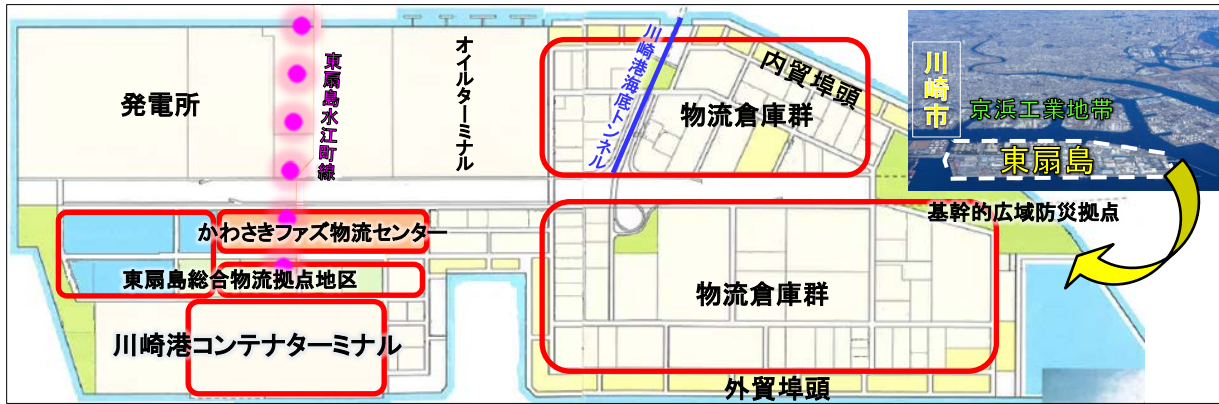 発電所
東扇島水江町線
オイルターミナル
川崎港海底トンネル
内貿埠頭
物流倉庫群
川崎市
京浜工業地帯
東扇島
基幹的広域防災拠点
かわさきファズ物流センター
東扇島総合物流拠点地区
川崎港コンテナターミナル
物流倉庫群
外貿埠頭